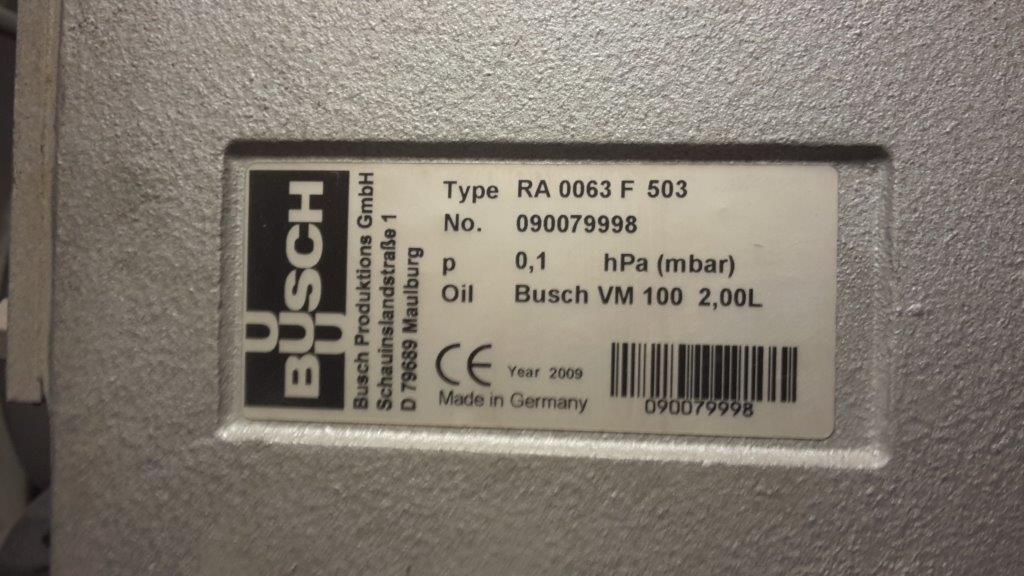 BUSCH
Busch Produktions GmbH
Schauinslandstraße 1
D 79689 Maulburg
Type RA 0063 F 503
No. 090079998
p 0,1 hPa (mbar)
Oil Busch VM 100 2,00L
CE Year 2009
Made in Germany
090079998